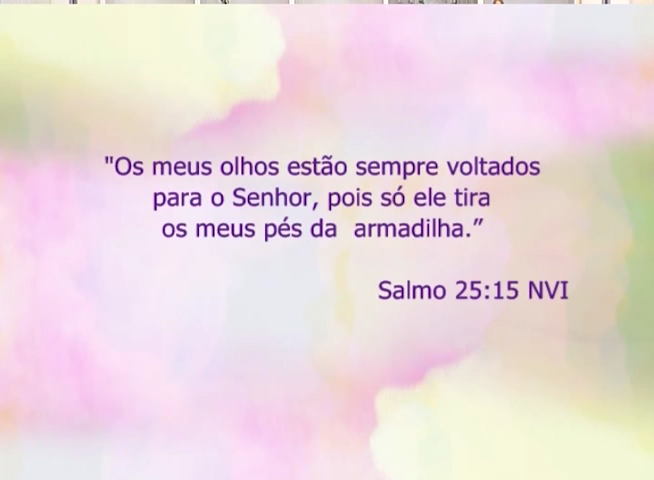 "Os meus olhos estão sempre voltados
para o Senhor, pois só ele tira
os meus pés da  armadilha.”
Salmo 25:15 NVI